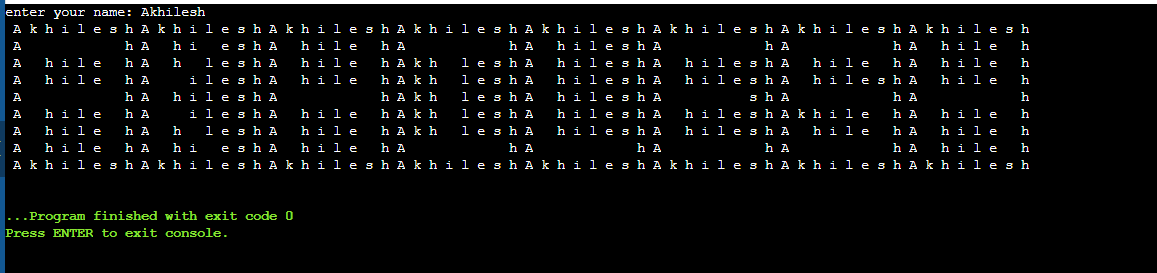 enter your name: Akhilesh
A k h i l e s h A k h i l e s h A k h i l e s h A k h i l e s h A k h i l e s h A k h i l e s h A k h i l e s h A k h i l e s h
A             h A   h i   e s h A   h i l e   h A             h A   h i l e s h A             h A             h A   h i l e   h
A   h i l e   h A   h   l e s h A   h i l e   h A k h   l e s h A   h i l e s h A   h i l e s h A   h i l e   h A   h i l e   h
A   h i l e   h A     i l e s h A   h i l e   h A k h   l e s h A   h i l e s h A   h i l e s h A   h i l e s h A   h i l e   h
A             h A   h i l e s h A             h A k h   l e s h A   h i l e s h A           s h A             h A             h
A   h i l e   h A     i l e s h A   h i l e   h A k h   l e s h A   h i l e s h A   h i l e s h A k h i l e   h A   h i l e   h
A   h i l e   h A   h   l e s h A   h i l e   h A k h   l e s h A   h i l e s h A   h i l e s h A   h i l e   h A   h i l e   h
A   h i l e   h A   h i   e s h A   h i l e   h A             h A             h A             h A             h A   h i l e   h
A k h i l e s h A k h i l e s h A k h i l e s h A k h i l e s h A k h i l e s h A k h i l e s h A k h i l e s h A k h i l e s h
...Program finished with exit code 0
Press ENTER to exit console.